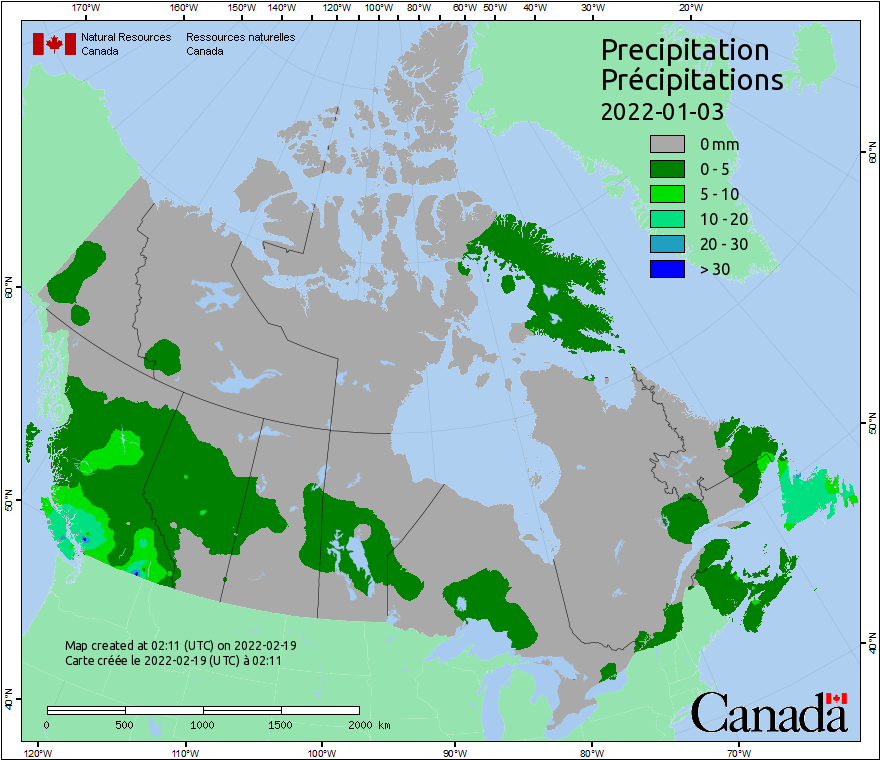 170°W 160°W 150°W 140°W 120°W 100°W 80°W 60°W 50°W 40°W 30°W 20°W
Natural Resources Ressources naturelles
Canada Canada
Precipitation
Précipitations
2022-01-03
0 mm
0 - 5
5 - 10
10 - 20
20 - 30
> 30
60°N
60°N
50°N
50°N
40°N
40°N
Map created at 02:11 (UTC) on 2022-02-19
Carte créée le 2022-02-19 (UTC) à 02:11
0 500 1000 1500 2000 km
Canada
120°W 110°W 100°W 90°W 80°W 70°W